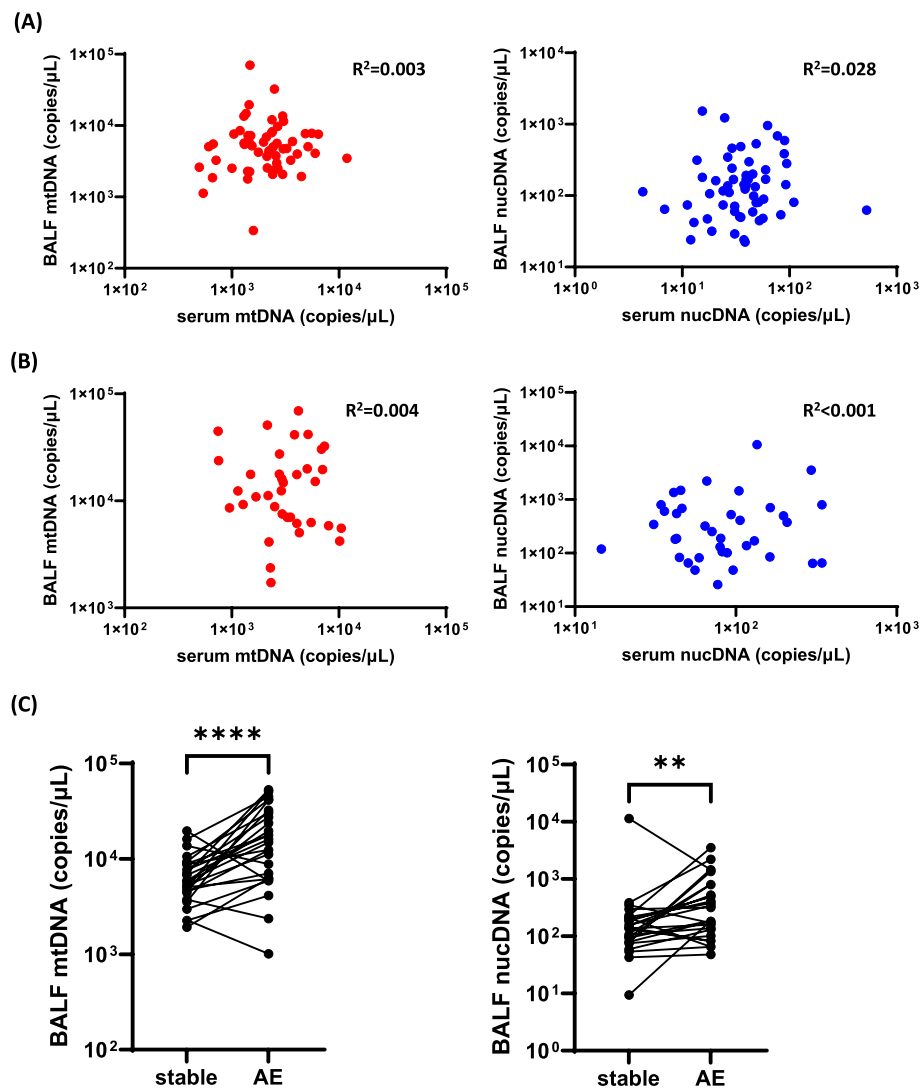 (A)
1×10⁵
1×10⁴
1×10³
1×10²
BALF mtDNA (copies/µL)
R²=0.003
1×10² 1×10³ 1×10⁴ 1×10⁵
serum mtDNA (copies/µL)
1×10⁴
1×10³
1×10²
1×10¹
BALF nucDNA (copies/µL)
R²=0.028
1×10⁰ 1×10¹ 1×10² 1×10³
serum nucDNA (copies/µL)
(B)
1×10⁵
1×10⁴
1×10³
BALF mtDNA (copies/µL)
R²=0.004
1×10² 1×10³ 1×10⁴ 1×10⁵
serum mtDNA (copies/µL)
1×10⁵
1×10⁴
1×10³
1×10²
1×10¹
BALF nucDNA (copies/µL)
R²<0.001
1×10¹ 1×10² 1×10³
serum nucDNA (copies/µL)
(C)
****
10⁵
10⁴
10³
10²
BALF mtDNA (copies/µL)
stable AE
**
10⁵
10⁴
10³
10²
10¹
10⁰
BALF nucDNA (copies/µL)
stable AE